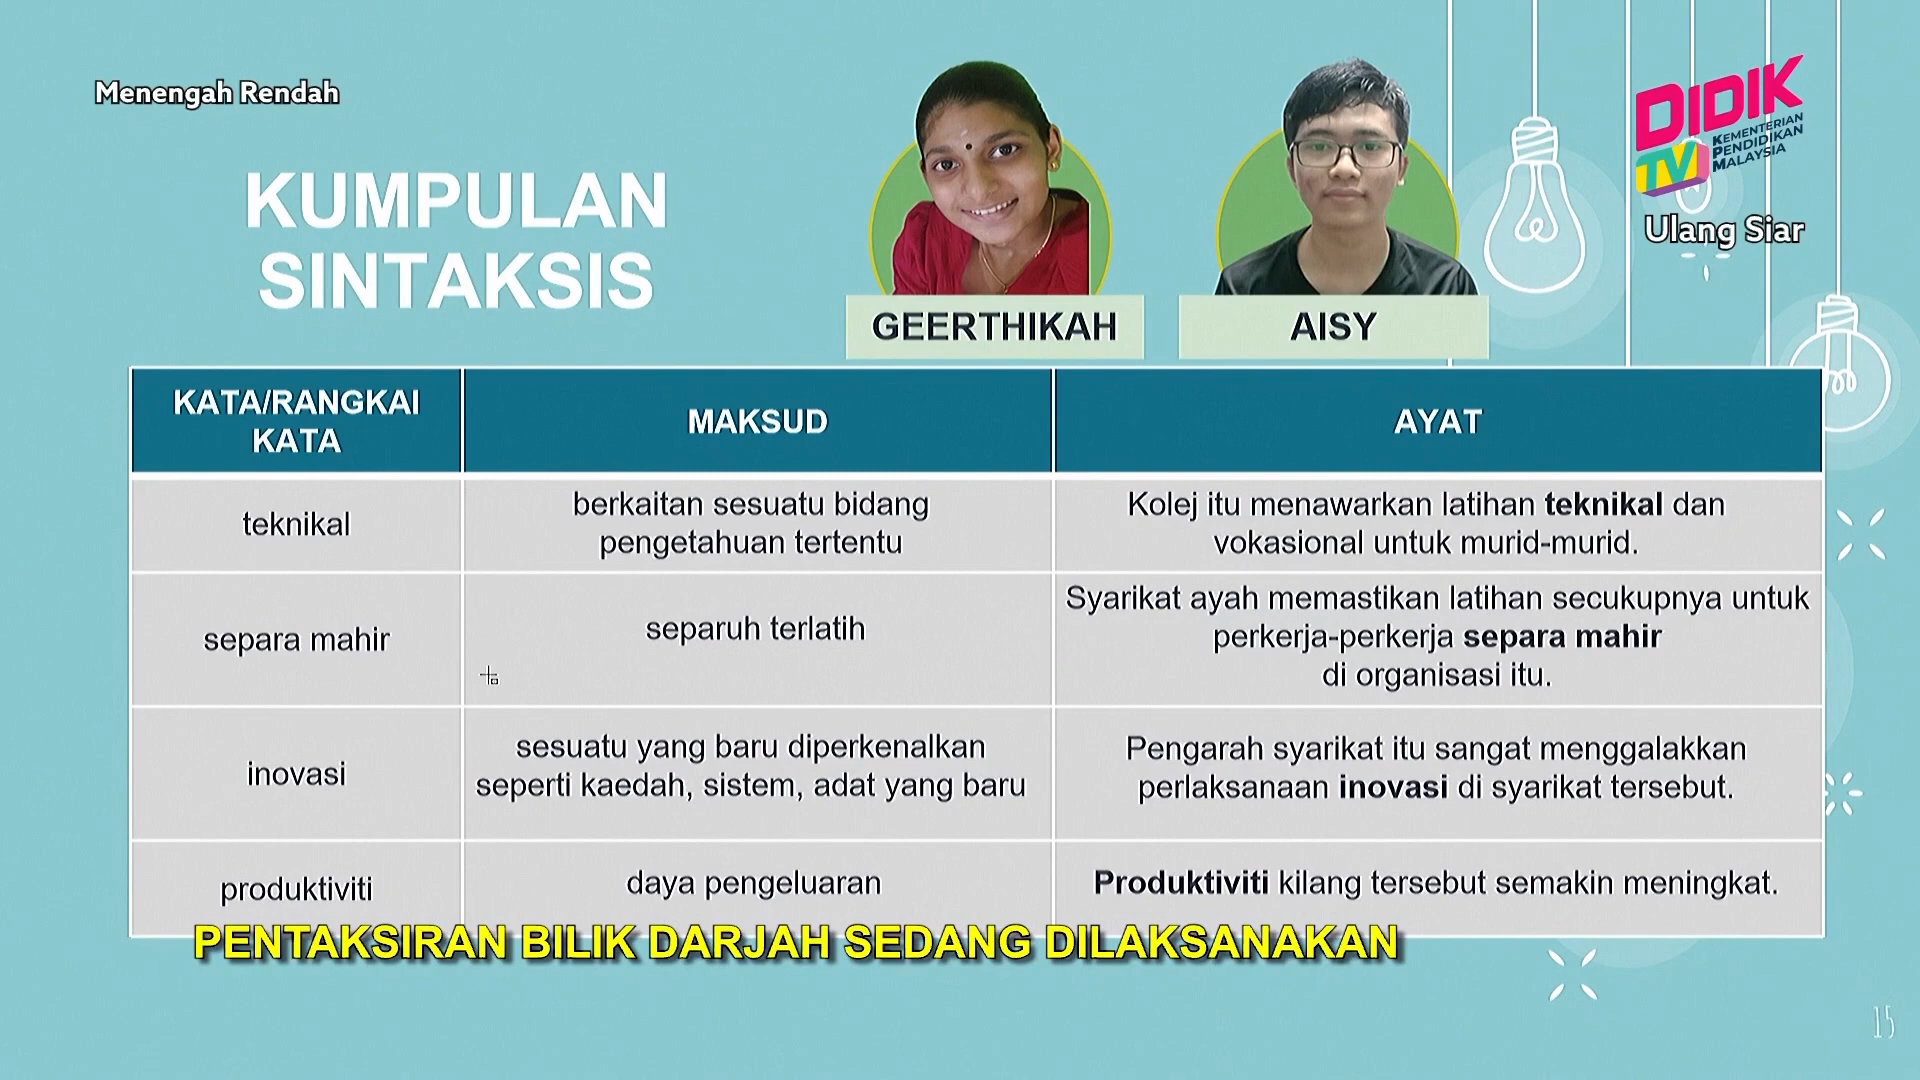 Menengah Rendah
DIDIK
TV
KEMENTERIAN
PENDIDIKAN
MALAYSIA
Ulang Siar
KUMPULAN
SINTAKSIS
GEERTHIKAH
AISY
KATA/RANGKAI
KATA
MAKSUD
AYAT
teknikal
berkaitan sesuatu bidang
pengetahuan tertentu
Kolej itu menawarkan latihan teknikal dan
vokasional untuk murid-murid.
separa mahir
separuh terlatih
Syarikat ayah memastikan latihan secukupnya untuk
perkerja-perkerja separa mahir
di organisasi itu.
inovasi
sesuatu yang baru diperkenalkan
seperti kaedah, sistem, adat yang baru
Pengarah syarikat itu sangat menggalakkan
perlaksanaan inovasi di syarikat tersebut.
produktiviti
daya pengeluaran
Produktiviti kilang tersebut semakin meningkat.
PENTAKSIRAN BILIK DARJAH SEDANG DILAKSANAKAN
15